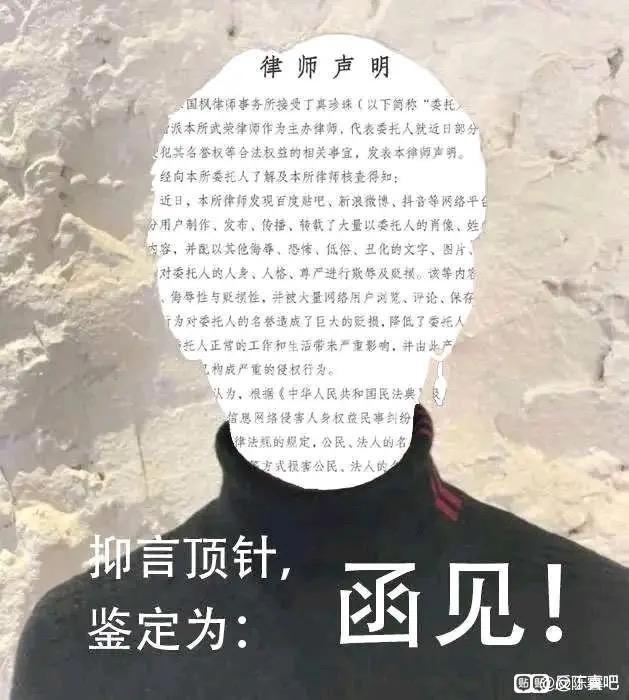 律师声明
国枫律师事务所接受丁真珍珠(以下简称“委托人
派本所武荣律师作为主办律师,代表委托人就近日部分
犯其名誉权等合法权益的相关事宜,发表本律师声明。
经向本所委托人了解及本所律师核查得知:
近日,本所律师发现百度贴吧、新浪微博、抖音等网络平台
分用户制作、发布、传播、转载了大量以委托人的肖像、姓
内容,并配以其他侮辱、恐怖、低俗、丑化的文字、图片、
对委托人的人身、人格、尊严进行欺辱及贬损。该等内容
、侮辱性与贬损性,并被大量网络用户浏览、评论、保存
行为对委托人的名誉造成了巨大的贬损,降低了委托人
托人正常的工作和生活带来严重影响,并由此产
构成严重的侵权行为。
认为,根据《中华人民共和国民法典》及
信息网络侵害人身权益民事纠纷
律法规的规定,公民、法人的名
等方式损害公民、法人的名
抑言顶针,
鉴定为:
函见!
贴贴@反陈囊吧